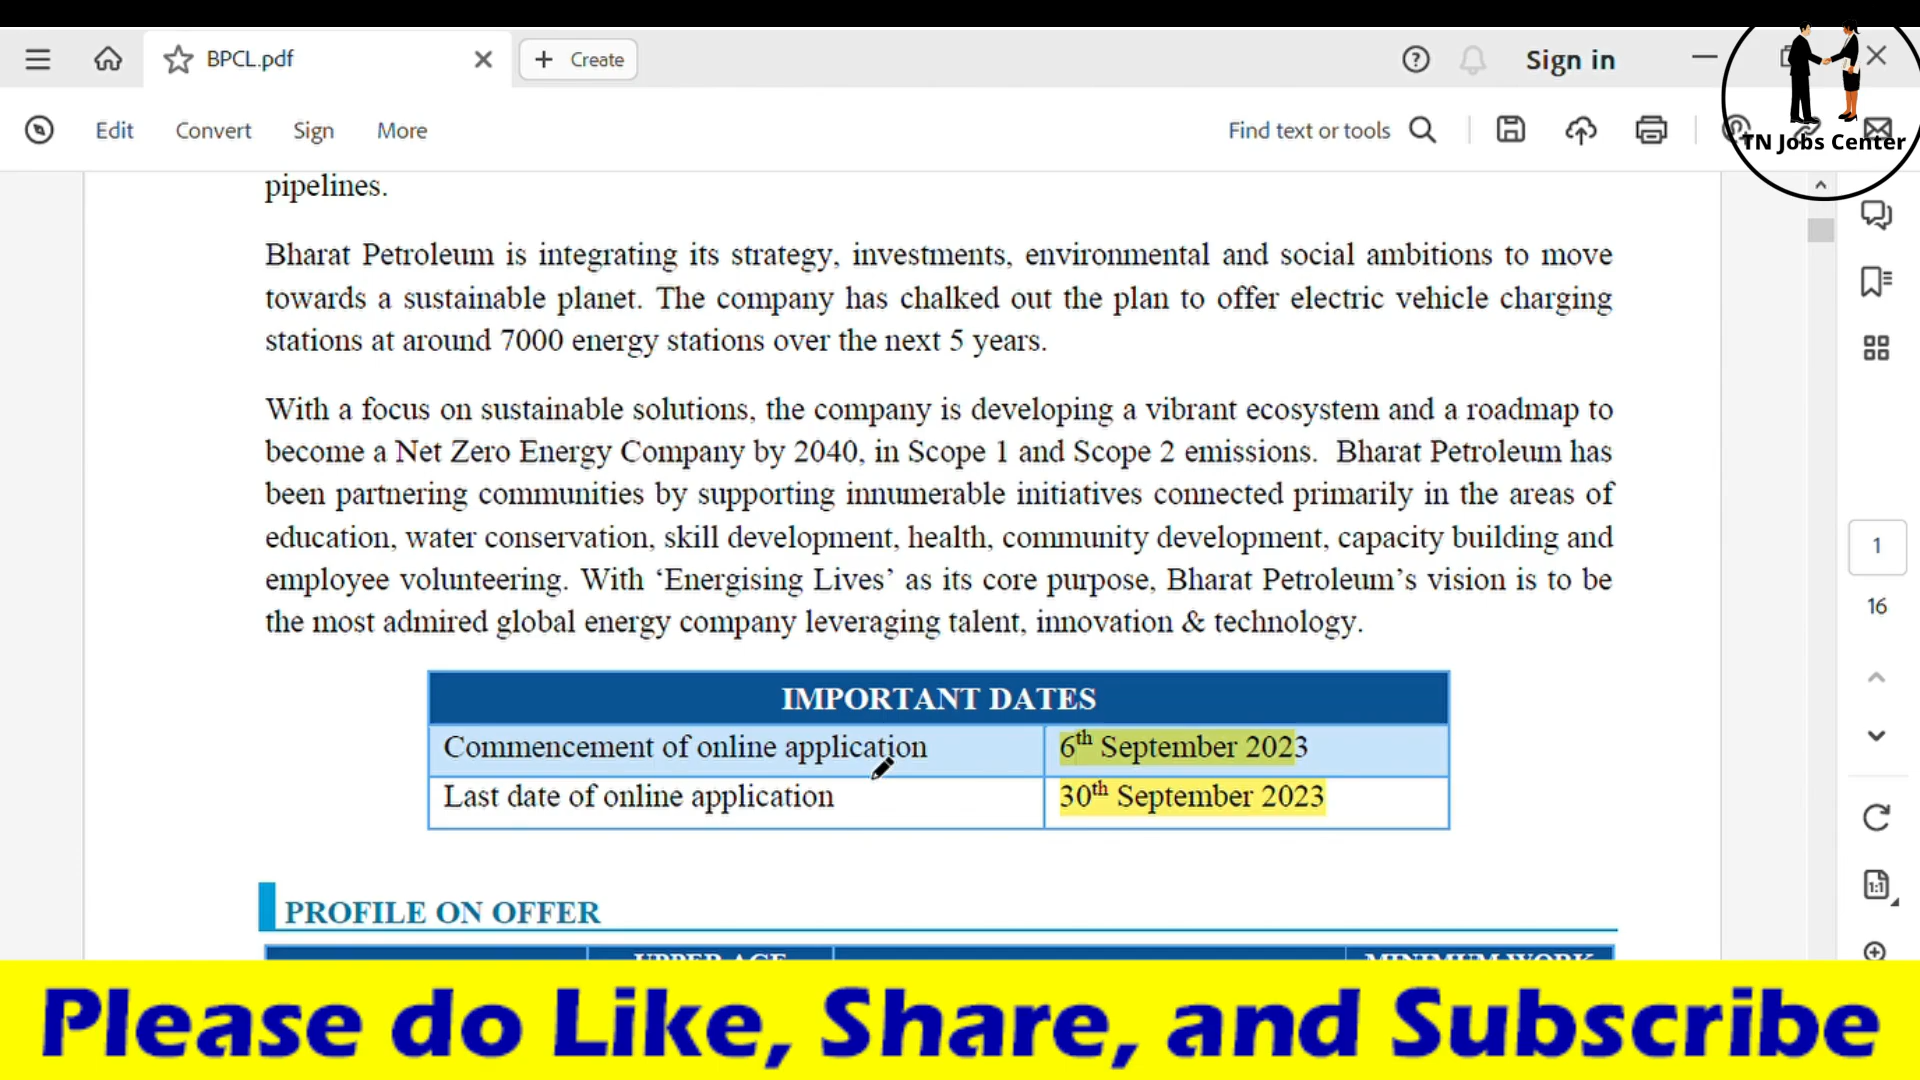 BPCL.pdf
Create
Sign in
Edit
Convert
Sign
More
Find text or tools
TN Jobs Center
pipelines.
Bharat Petroleum is integrating its strategy, investments, environmental and social ambitions to move
towards a sustainable planet. The company has chalked out the plan to offer electric vehicle charging
stations at around 7000 energy stations over the next 5 years.
With a focus on sustainable solutions, the company is developing a vibrant ecosystem and a roadmap to
become a Net Zero Energy Company by 2040, in Scope 1 and Scope 2 emissions. Bharat Petroleum has
been partnering communities by supporting innumerable initiatives connected primarily in the areas of
education, water conservation, skill development, health, community development, capacity building and
employee volunteering. With ‘Energising Lives’ as its core purpose, Bharat Petroleum’s vision is to be
the most admired global energy company leveraging talent, innovation & technology.
IMPORTANT DATES
Commencement of online application 6th September 2023
Last date of online application 30th September 2023
PROFILE ON OFFER
UPPER AGE MINIMUM WORK
1
16
1:1
Please do Like, Share, and Subscribe